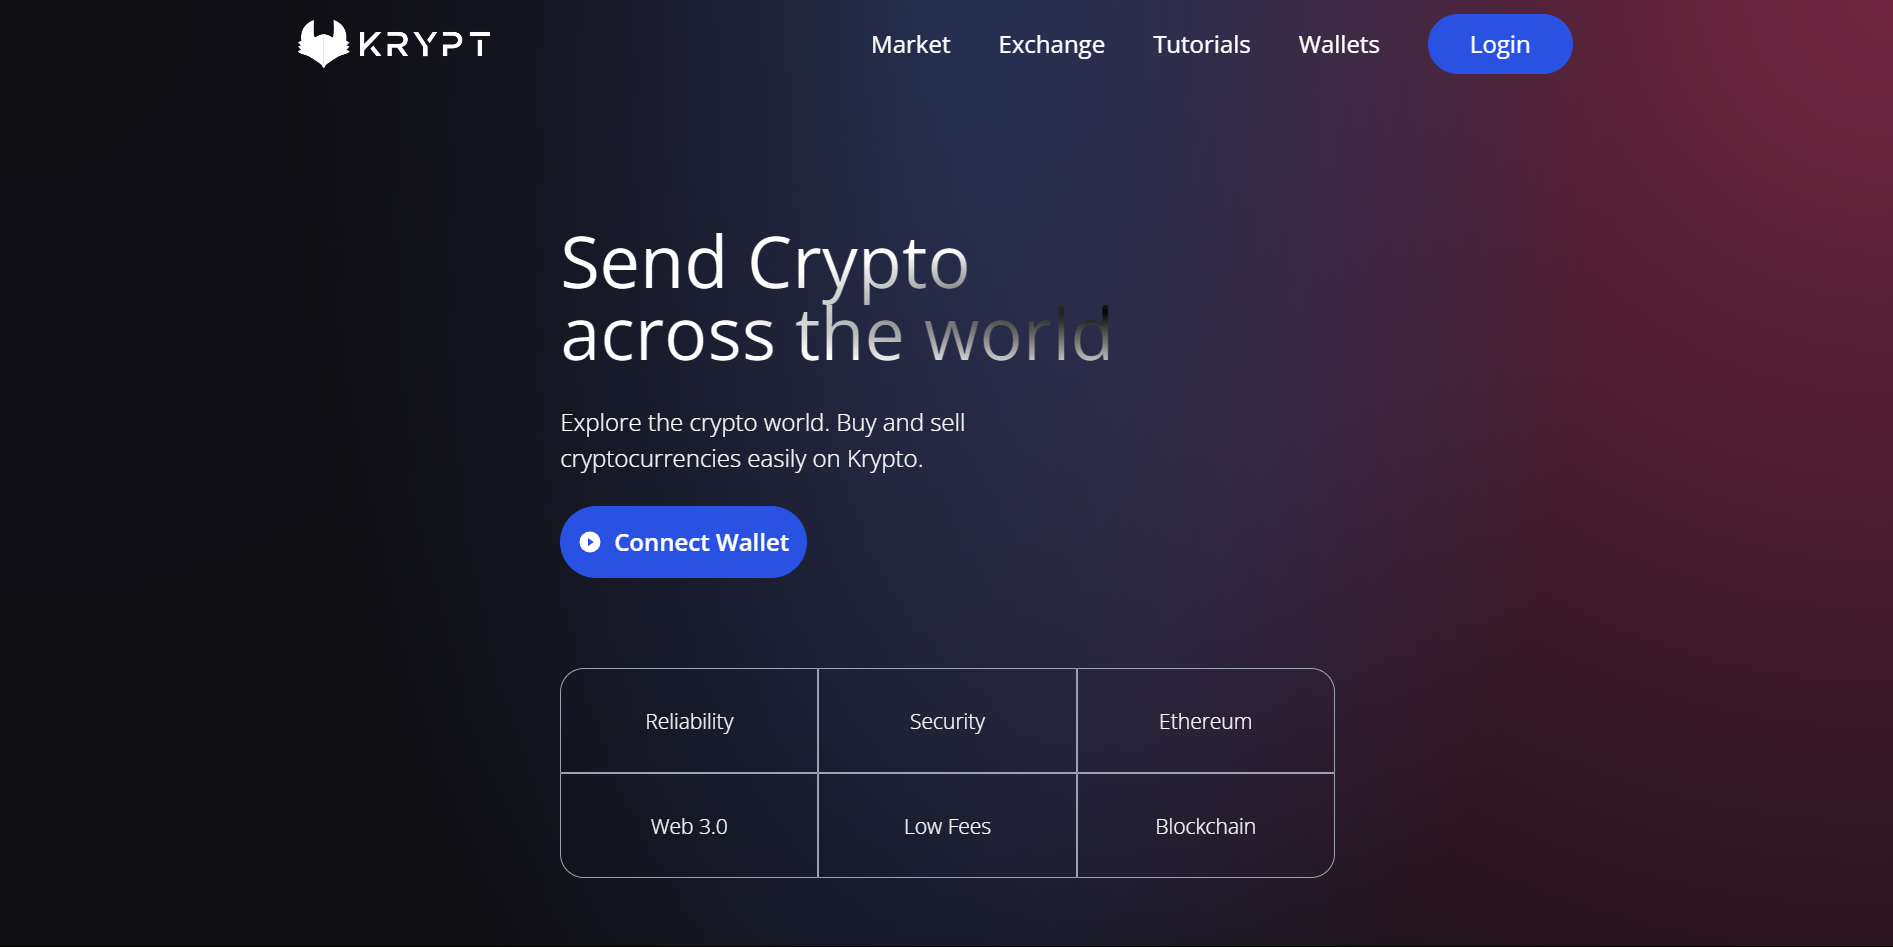 KRYPT
Market Exchange Tutorials Wallets Login
Send Crypto
across the world
Explore the crypto world. Buy and sell
cryptocurrencies easily on Krypto.
Connect Wallet
Reliability Security Ethereum
Web 3.0 Low Fees Blockchain